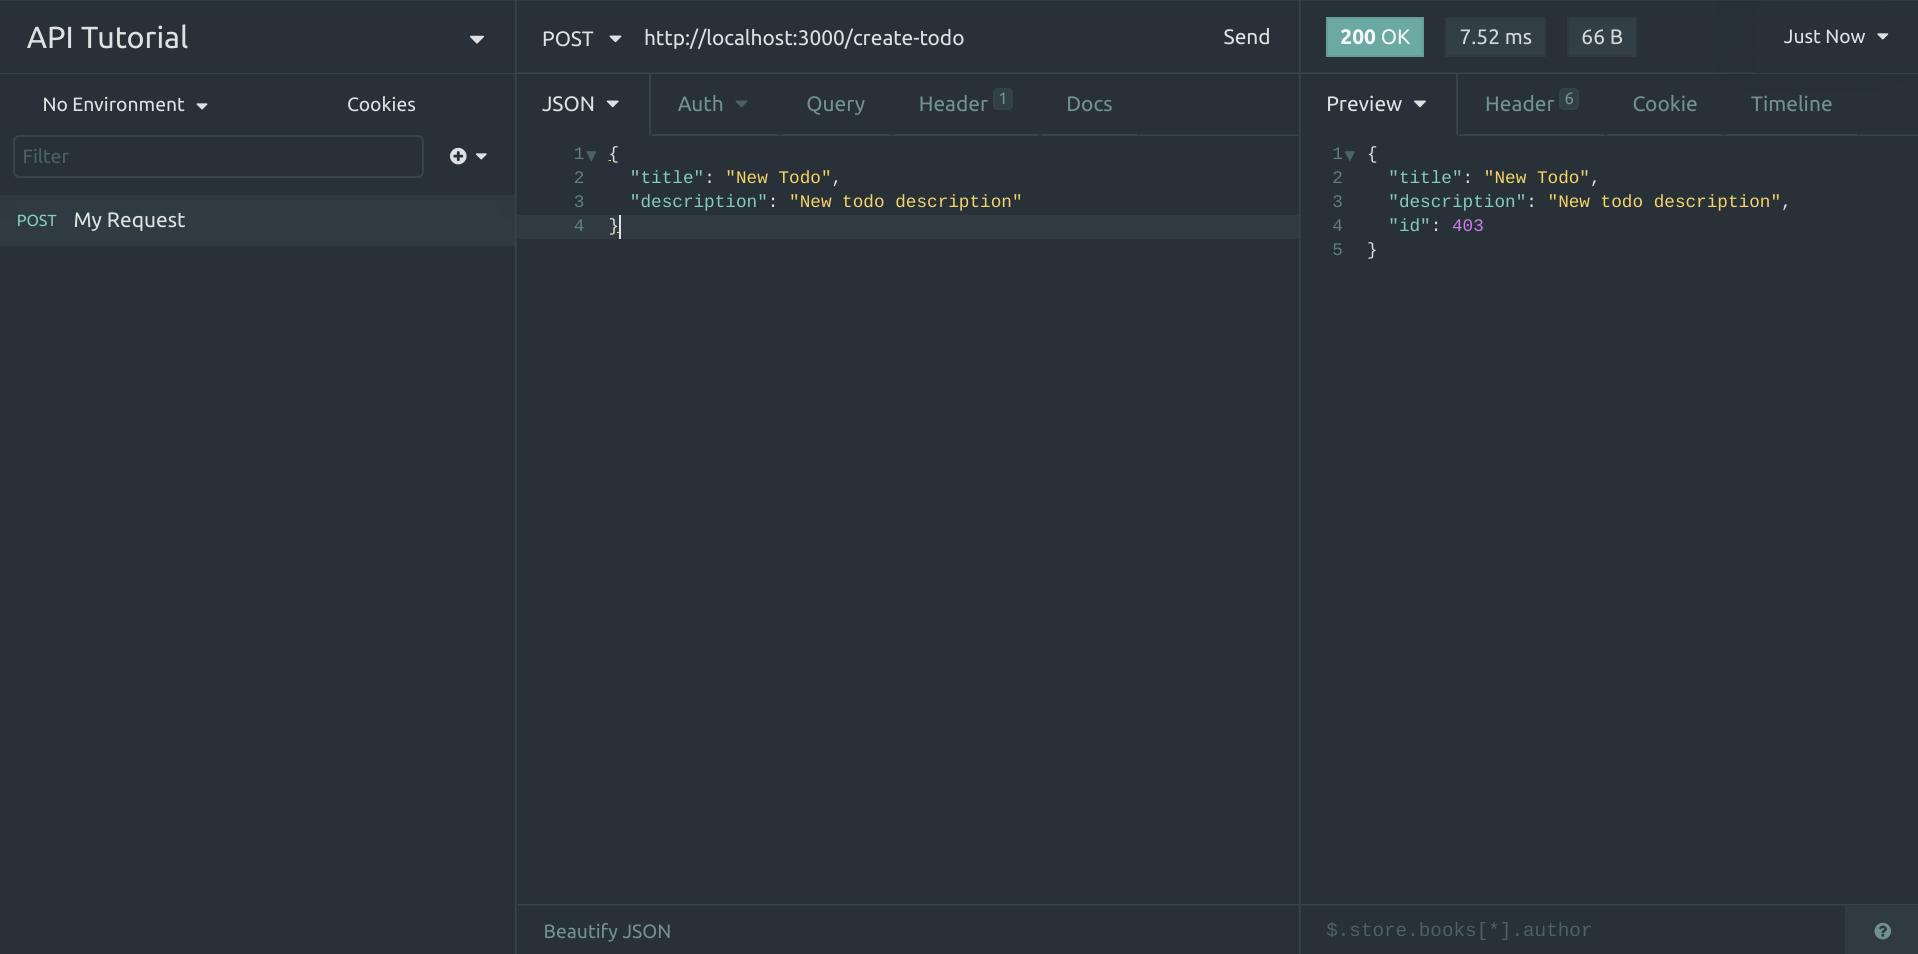 API Tutorial
No Environment
Cookies
Filter
POST My Request
POST http://localhost:3000/create-todo Send
JSON Auth Query Header 1 Docs
1 {
2 "title": "New Todo",
3 "description": "New todo description"
4 }
Beautify JSON
200 OK 7.52 ms 66 B Just Now
Preview Header 6 Cookie Timeline
1 {
2 "title": "New Todo",
3 "description": "New todo description",
4 "id": 403
5 }
$.store.books[*].author
?